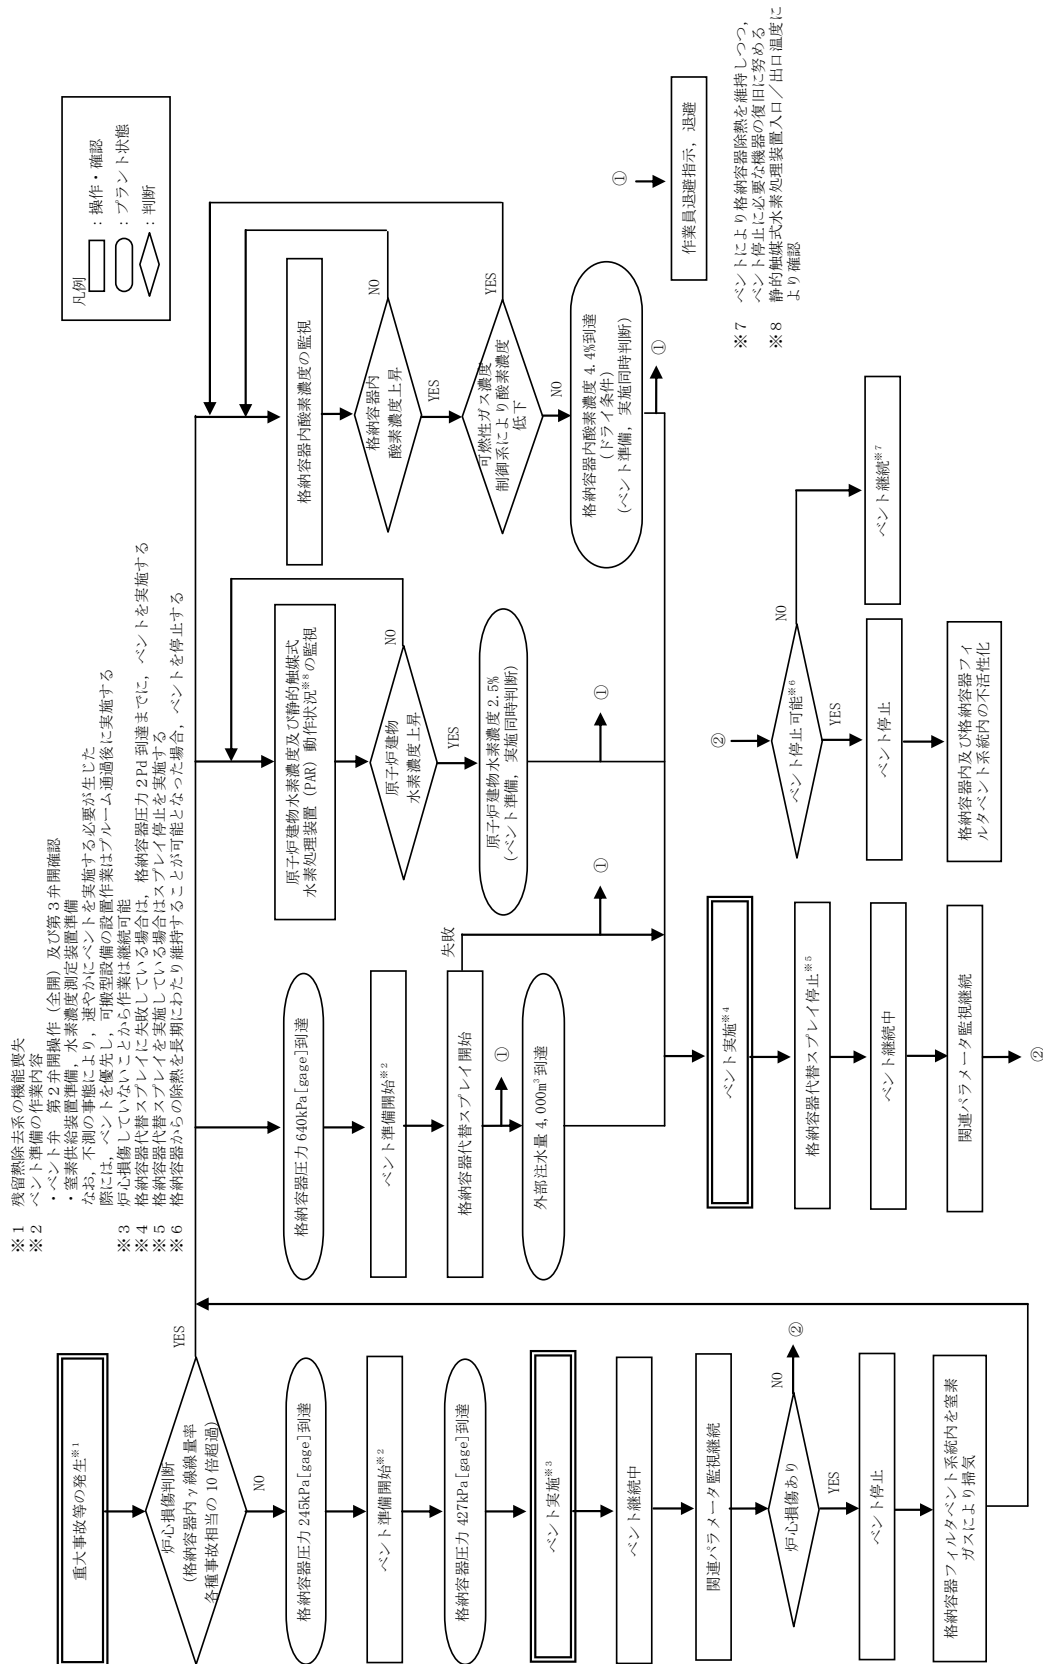 重大事故等の発生※1
炉心損傷判断
(格納容器内γ線線量率
各種事故相当の10倍超過)
YES
NO
格納容器圧力 245kPa[gage]到達
ベント準備開始※2
格納容器圧力 427kPa[gage]到達
ベント実施※3
ベント継続中
関連パラメータ監視継続
炉心損傷あり
NO
②
YES
ベント停止
格納容器フィルタベント系統内を窒素
ガスにより掃気
※1 残留熱除去系の機能喪失
※2 ベント準備の作業内容
・ベント弁 第2弁開操作(全開)及び第3弁開確認
・窒素供給装置準備,水素濃度測定装置準備
なお,不測の事態により,速やかにベントを実施する必要が生じた
際には,ベントを優先し,可搬型設備の設置作業はプルーム通過後に実施する
※3 炉心損傷していないことから作業は継続可能
※4 格納容器代替スプレイに失敗している場合は,格納容器圧力2Pd到達までに,ベントを実施する
※5 格納容器代替スプレイを実施している場合はスプレイ停止を実施する
※6 格納容器からの除熱を長期にわたり維持することが可能となった場合,ベントを停止する
格納容器圧力 640kPa[gage]到達
ベント準備開始※2
格納容器代替スプレイ開始
失敗
①
①
外部注水量 4,000m³到達
原子炉建物水素濃度及び静的触媒式
水素処理装置(PAR)動作状況※8の監視
原子炉建物
水素濃度上昇
NO
YES
原子炉建物水素濃度 2.5%
(ベント準備,実施同時判断)
①
格納容器内酸素濃度の監視
格納容器内
酸素濃度上昇
NO
YES
可燃性ガス濃度
制御系により酸素濃度
低下
YES
NO
格納容器内酸素濃度 4.4%到達
(ドライ条件)
(ベント準備,実施同時判断)
①
ベント実施※4
格納容器代替スプレイ停止※5
ベント継続中
関連パラメータ監視継続
②
②
ベント停止可能※6
NO
YES
ベント停止
ベント継続※7
格納容器内及び格納容器フィ
ルタベント系統内の不活性化
凡例
:操作・確認
:プラント状態
:判断
①
作業員退避指示,退避
※7 ベントにより格納容器除熱を維持しつつ,
ベント停止に必要な機器の復旧に努める
※8 静的触媒式水素処理装置入口/出口温度に
より確認